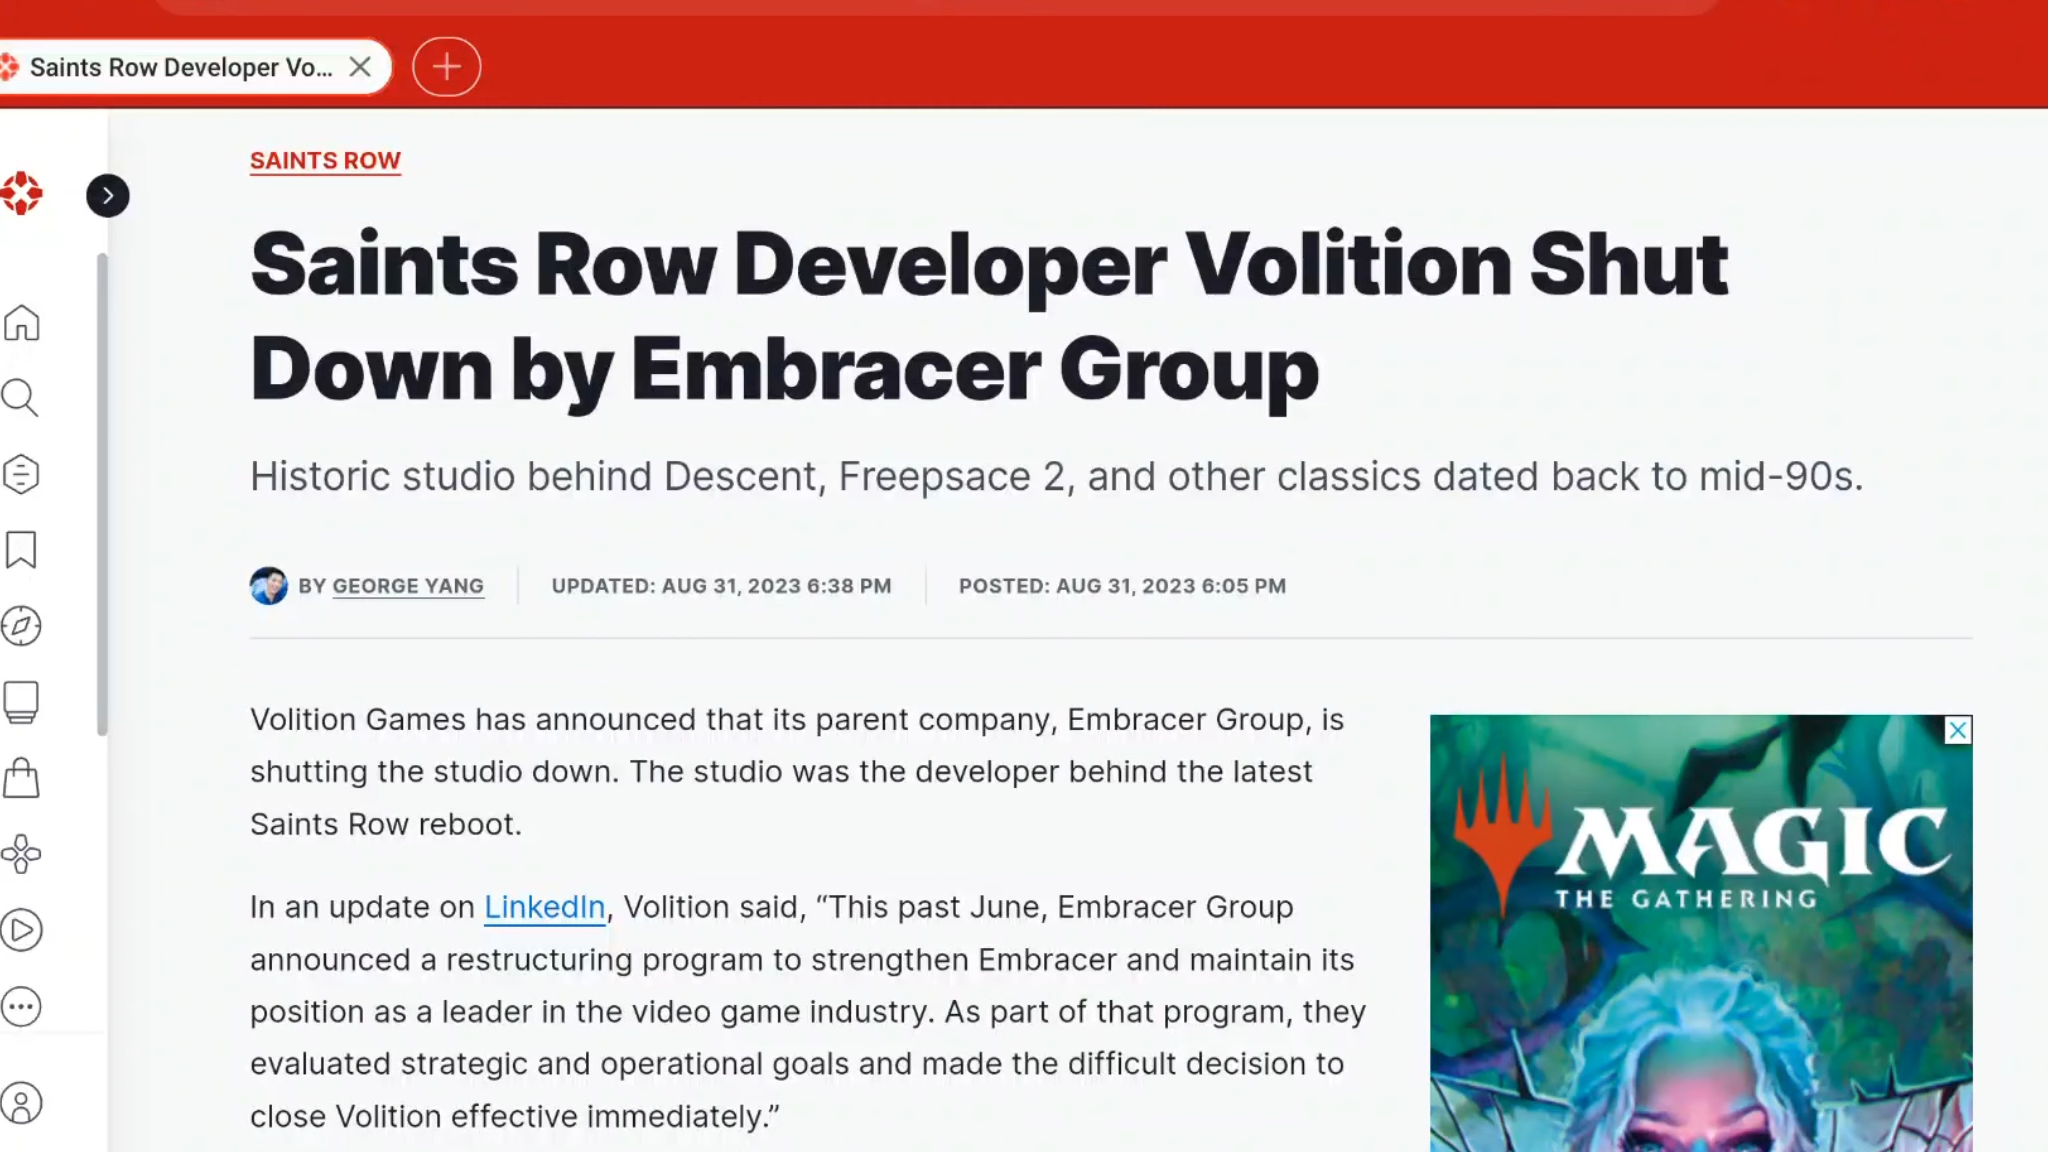 Saints Row Developer Vo...
SAINTS ROW
Saints Row Developer Volition Shut
Down by Embracer Group
Historic studio behind Descent, Freepsace 2, and other classics dated back to mid-90s.
BY GEORGE YANG
UPDATED: AUG 31, 2023 6:38 PM
POSTED: AUG 31, 2023 6:05 PM
Volition Games has announced that its parent company, Embracer Group, is
shutting the studio down. The studio was the developer behind the latest
Saints Row reboot.
In an update on LinkedIn, Volition said, “This past June, Embracer Group
announced a restructuring program to strengthen Embracer and maintain its
position as a leader in the video game industry. As part of that program, they
evaluated strategic and operational goals and made the difficult decision to
close Volition effective immediately.”
MAGIC
THE GATHERING